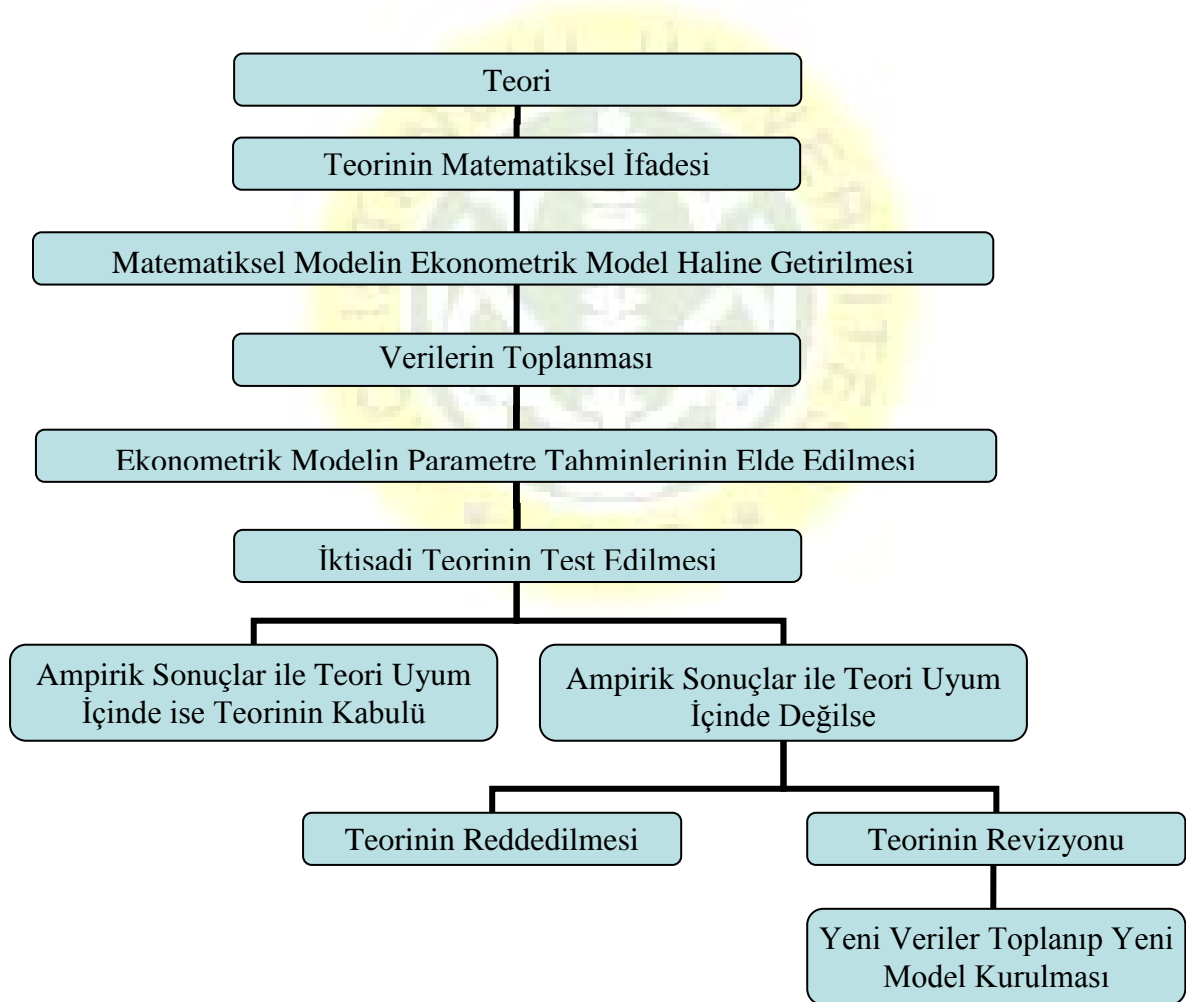 Teori
Teorinin Matematiksel İfadesi
Matematiksel Modelin Ekonometrik Model Haline Getirilmesi
Verilerin Toplanması
Ekonometrik Modelin Parametre Tahminlerinin Elde Edilmesi
İktisadi Teorinin Test Edilmesi
Ampirik Sonuçlar ile Teori Uyum
İçinde ise Teorinin Kabulü
Ampirik Sonuçlar ile Teori Uyum
İçinde Değilse
Teorinin Reddedilmesi
Teorinin Revizyonu
Yeni Veriler Toplanıp Yeni
Model Kurulması